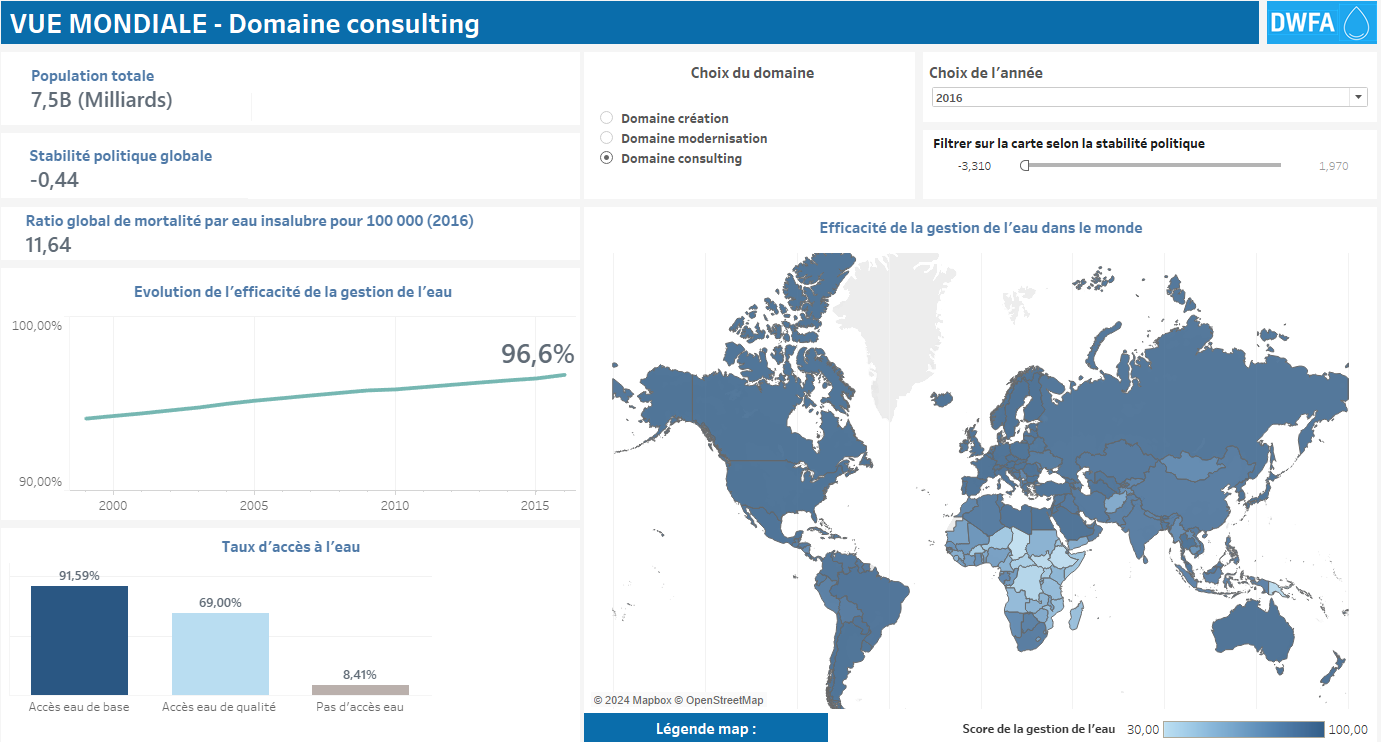 VUE MONDIALE - Domaine consulting
DWFA
Population totale
7,5B (Milliards)
Stabilité politique globale
-0,44
Ratio global de mortalité par eau insalubre pour 100 000 (2016)
11,64
Choix du domaine
Domaine création
Domaine modernisation
Domaine consulting
Choix de l'année
2016
Filtrer sur la carte selon la stabilité politique
-3,310
1,970
Evolution de l'efficacité de la gestion de l'eau
100,00%
96,6%
90,00%
2000 2005 2010 2015
Taux d'accès à l'eau
91,59%
69,00%
8,41%
Accès eau de base Accès eau de qualité Pas d'accès eau
Efficacité de la gestion de l'eau dans le monde
© 2024 Mapbox © OpenStreetMap
Légende map :
Score de la gestion de l'eau 30,00 100,00